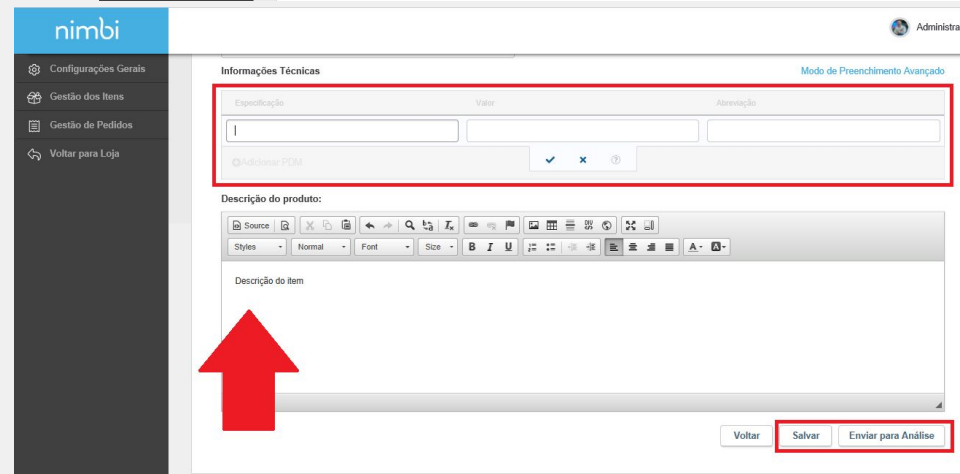 nimbi
Administra
Configurações Gerais
Gestão dos Itens
Gestão de Pedidos
Voltar para Loja
Informações Técnicas
Modo de Preenchimento Avançado
Especificação Valor Abreviação
Adicionar PDM
Descrição do produto:
Source
Styles Normal Font Size B I U A A
Descrição do item
Voltar Salvar Enviar para Análise